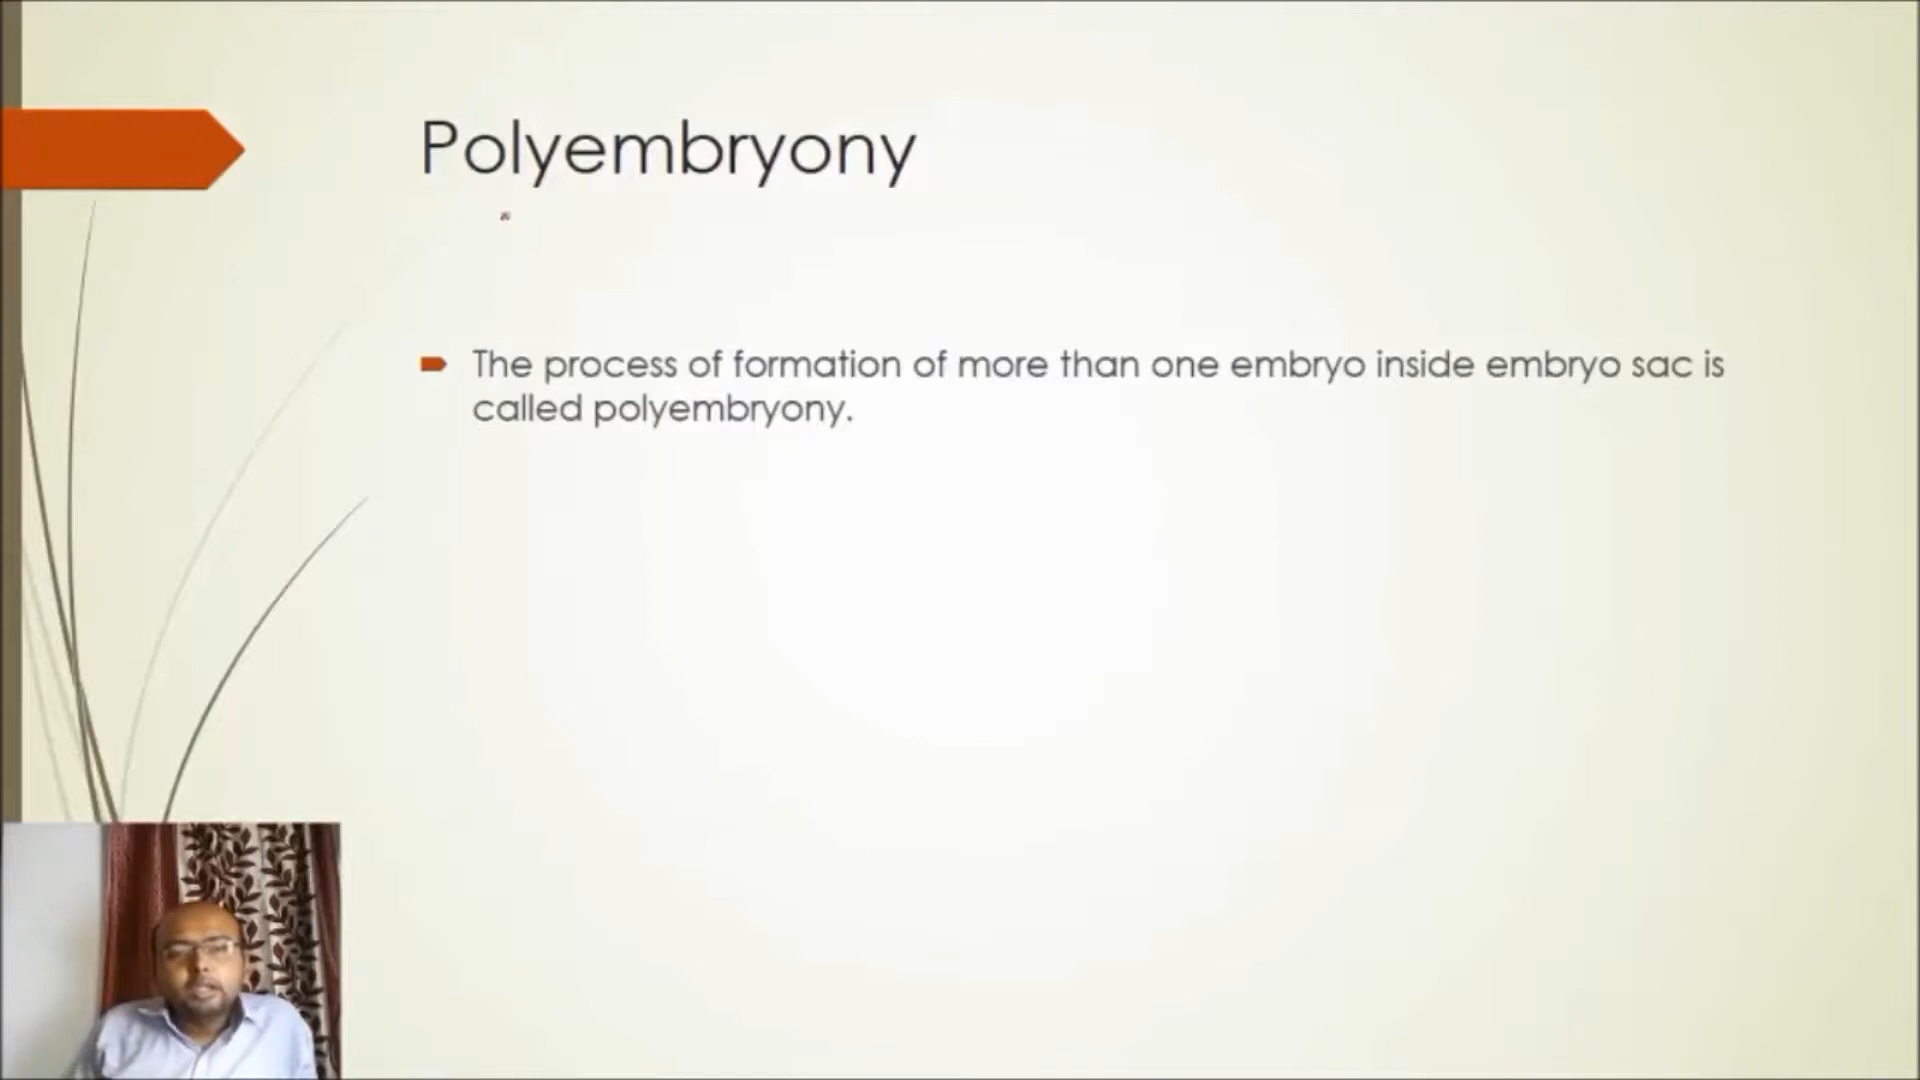 Polyembryony
The process of formation of more than one embryo inside embryo sac is
called polyembryony.